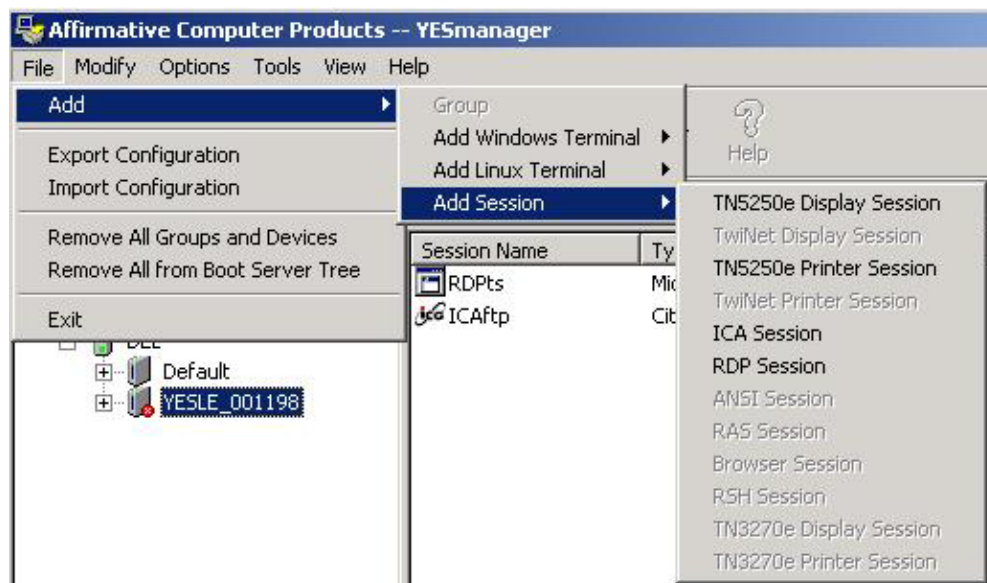 Affirmative Computer Products -- YESmanager
File Modify Options Tools View Help
Add
Export Configuration
Import Configuration
Remove All Groups and Devices
Remove All from Boot Server Tree
Exit
Group
Add Windows Terminal
Add Linux Terminal
Add Session
Help
TN5250e Display Session
TwiNet Display Session
TN5250e Printer Session
TwiNet Printer Session
ICA Session
RDP Session
ANSI Session
RAS Session
Browser Session
RSH Session
TN3270e Display Session
TN3270e Printer Session
Session Name Ty
RDPts Mic
ICAftp Cit
Default
YESLE_001198